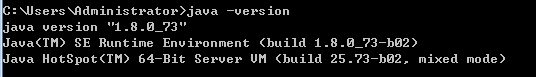 C:\Users\Administrator>java -version
java version "1.8.0_73"
Java(TM) SE Runtime Environment (build 1.8.0_73-b02)
Java HotSpot(TM) 64-Bit Server VM (build 25.73-b02, mixed mode)